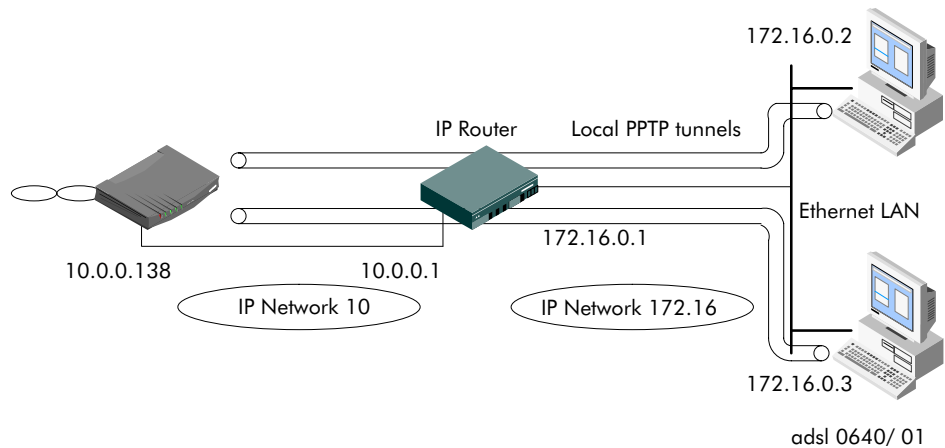 172.16.0.2
IP Router
Local PPTP tunnels
Ethernet LAN
172.16.0.1
10.0.0.138
10.0.0.1
IP Network 10
IP Network 172.16
172.16.0.3
adsl 0640/ 01